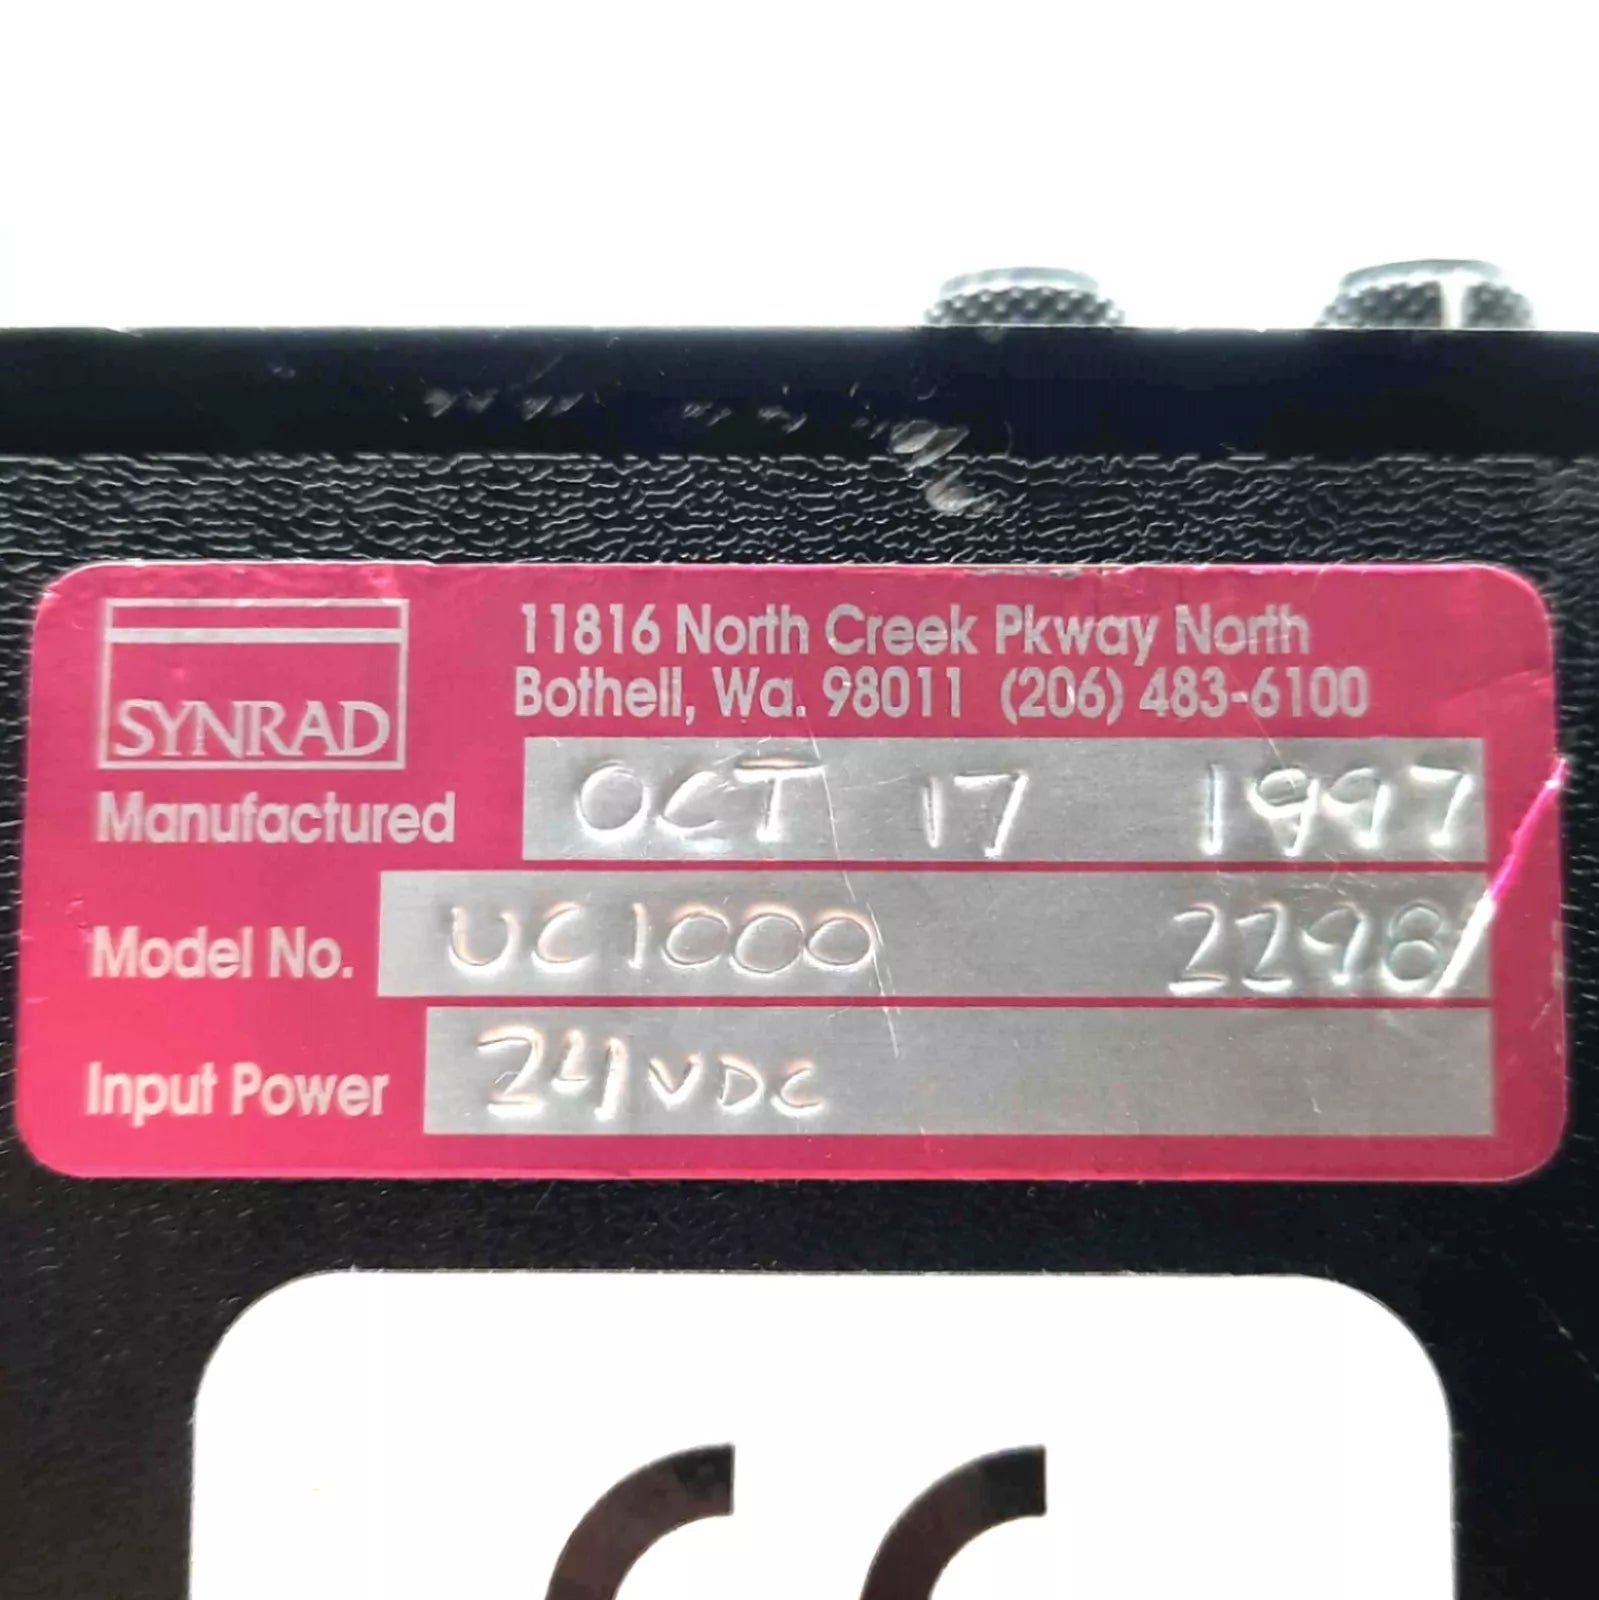 SYNRAD
11816 North Creek Pkway North
Bothell, Wa. 98011 (206) 483-6100
Manufactured OCT 17 1997
Model No. UC1000 2298
Input Power 24VDC
CE